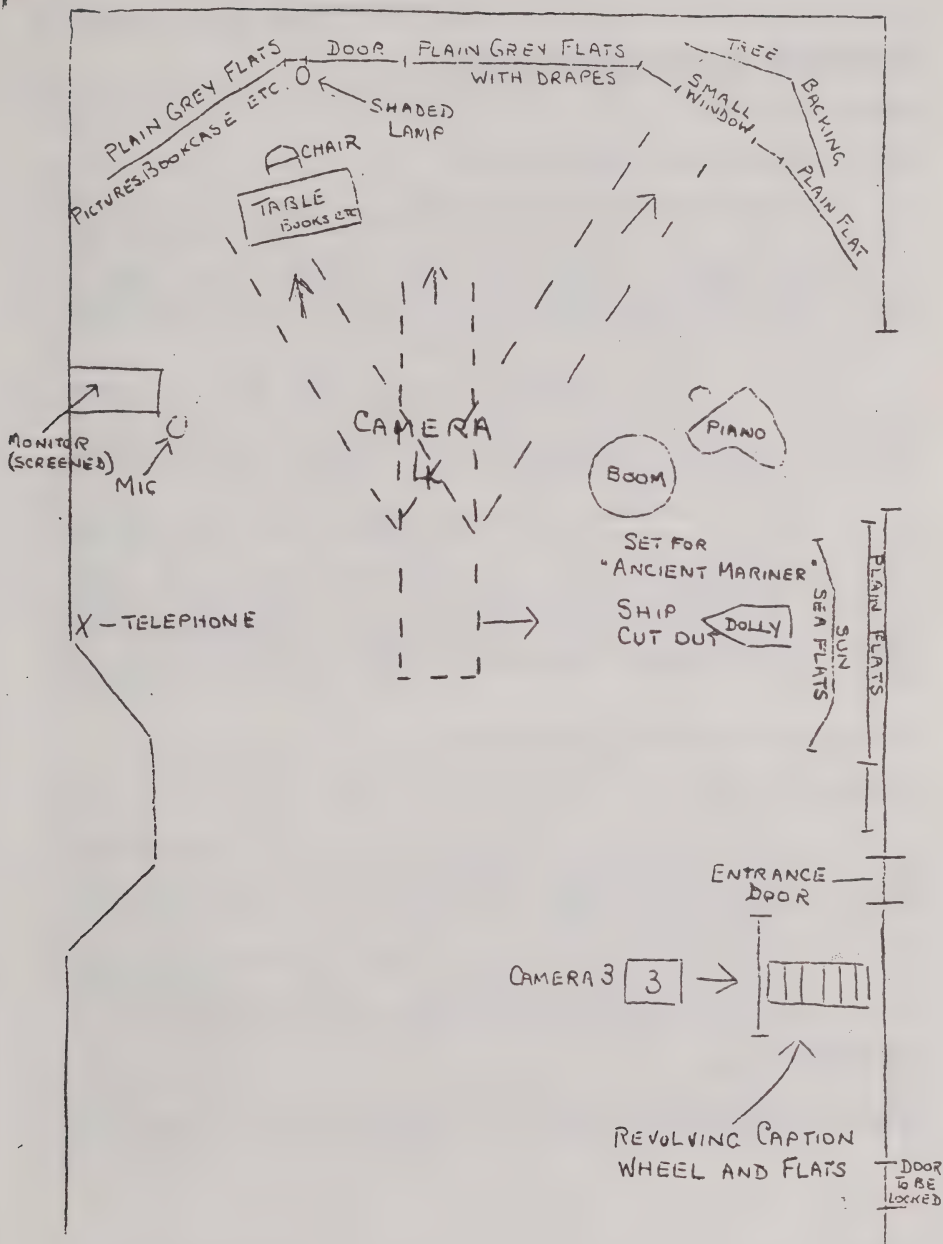 PLAIN GREY FLATS
PICTURES, BOOKCASE ETC.
DOOR
PLAIN GREY FLATS
WITH DRAPES
TREE
BACKING
SMALL
WINDOW
PLAIN FLAT
SHADED
LAMP
CHAIR
TABLE
BOOKS ETC
MONITOR
(SCREENED)
MIC
CAMERA
PIANO
BOOM
SET FOR
"ANCIENT MARINER"
SHIP
CUT OUT
DOLLY
SEA FLATS
SUN
PLAIN FLATS
X - TELEPHONE
ENTRANCE
DOOR
CAMERA 3
3
REVOLVING CAPTION
WHEEL AND FLATS
DOOR
TO BE
LOCKED